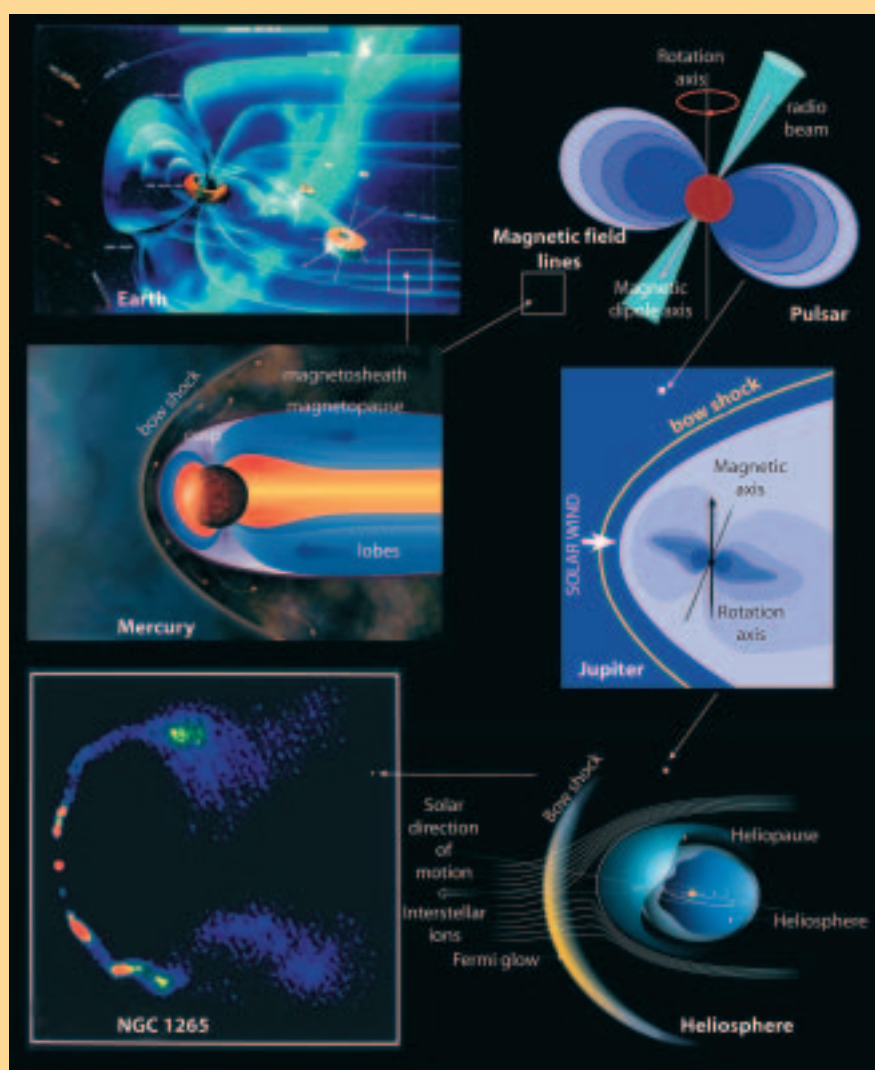 Earth
Rotation
axis
radio
beam
Magnetic field
lines
Magnetic
dipole axis
Pulsar
bow shock
magnetosheath
magnetopause
cusp
lobes
Mercury
bow shock
SOLAR WIND
Magnetic
axis
Rotation
axis
Jupiter
NGC 1265
Bow shock
Solar
direction
of
motion
Interstellar
ions
Fermi glow
Heliopause
Heliosphere
Heliosphere